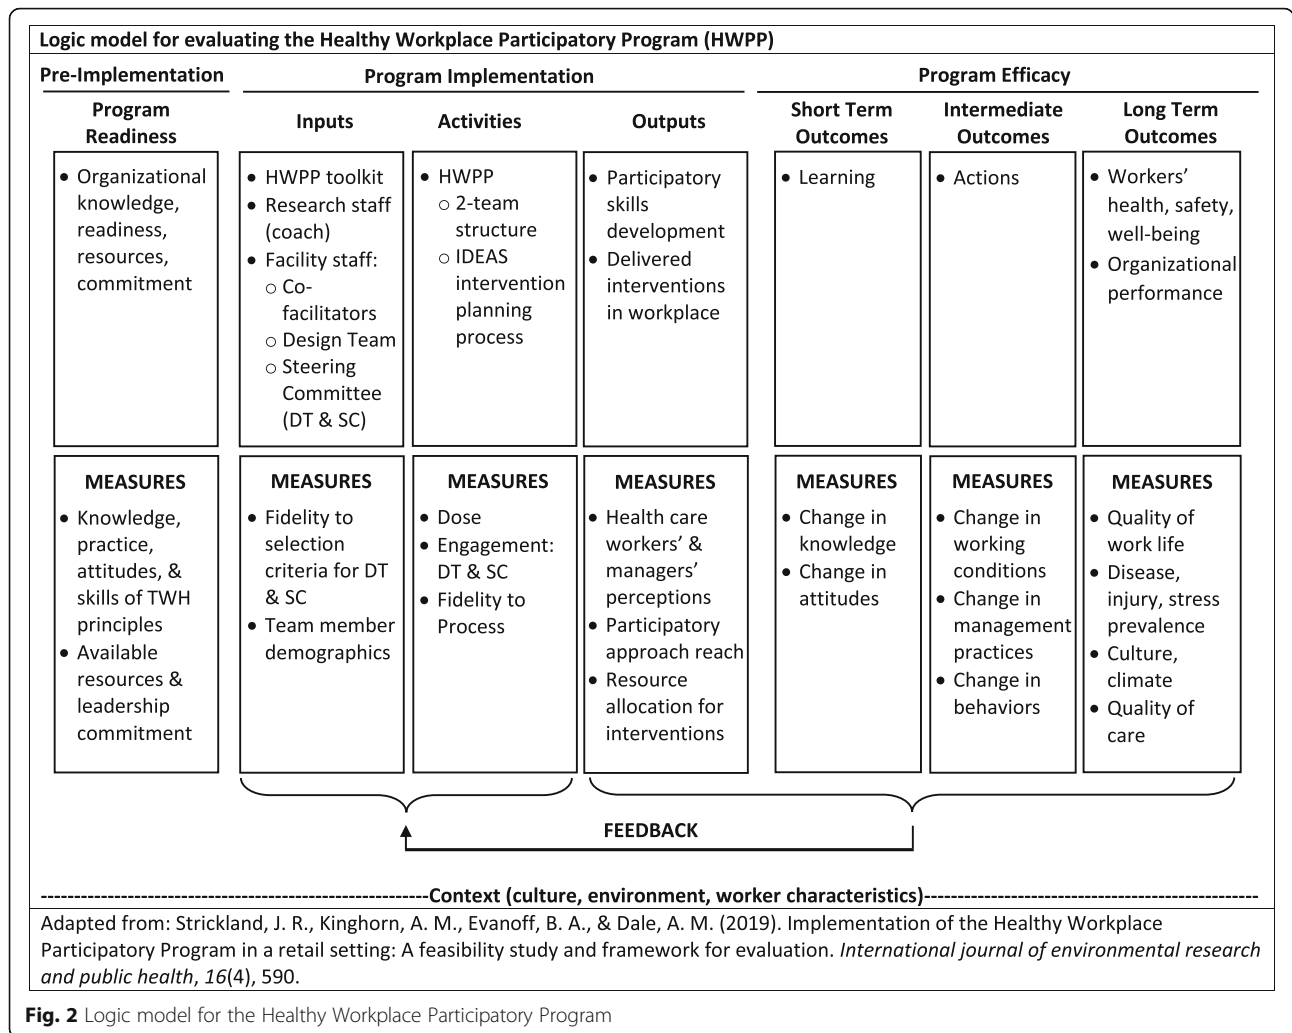 Logic model for evaluating the Healthy Workplace Participatory Program (HWPP)
Pre-Implementation
Program Implementation
Program Efficacy
Program
Readiness
Inputs
Activities
Outputs
Short Term
Outcomes
Intermediate
Outcomes
Long Term
Outcomes
• Organizational
knowledge,
readiness,
resources,
commitment
• HWPP toolkit
• Research staff
(coach)
• Facility staff:
○ Co-
facilitators
○ Design Team
○ Steering
Committee
(DT & SC)
• HWPP
○ 2-team
structure
○ IDEAS
intervention
planning
process
• Participatory
skills
development
• Delivered
interventions
in workplace
• Learning
• Actions
• Workers’
health, safety,
well-being
• Organizational
performance
MEASURES
• Knowledge,
practice,
attitudes, &
skills of TWH
principles
• Available
resources &
leadership
commitment
MEASURES
• Fidelity to
selection
criteria for DT
& SC
• Team member
demographics
MEASURES
• Dose
• Engagement:
DT & SC
• Fidelity to
Process
MEASURES
• Health care
workers’ &
managers’
perceptions
• Participatory
approach reach
• Resource
allocation for
interventions
MEASURES
• Change in
knowledge
• Change in
attitudes
MEASURES
• Change in
working
conditions
• Change in
management
practices
• Change in
behaviors
MEASURES
• Quality of
work life
• Disease,
injury, stress
prevalence
• Culture,
climate
• Quality of
care
FEEDBACK
Context (culture, environment, worker characteristics)
Adapted from: Strickland, J. R., Kinghorn, A. M., Evanoff, B. A., & Dale, A. M. (2019). Implementation of the Healthy Workplace
Participatory Program in a retail setting: A feasibility study and framework for evaluation. International journal of environmental research
and public health, 16(4), 590.
Fig. 2 Logic model for the Healthy Workplace Participatory Program